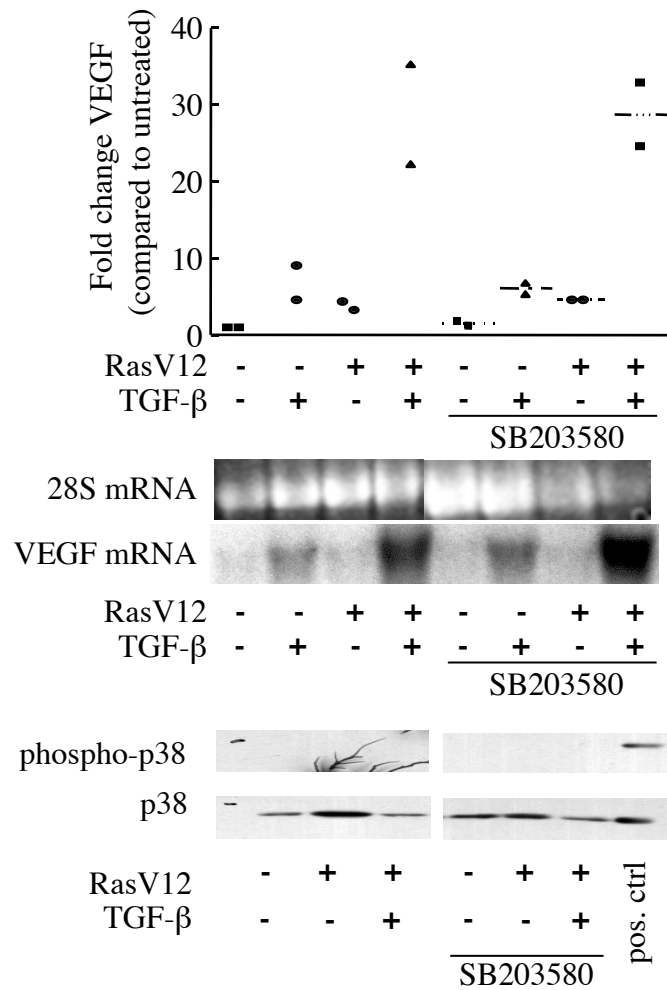 Fold change VEGF
(compared to untreated)
40
30
20
10
0
RasV12 - - + + - - + +
TGF-β - + - + - + - +
SB203580
28S mRNA
VEGF mRNA
RasV12 - - + + - - + +
TGF-β - + - + - + - +
SB203580
phospho-p38
p38
RasV12 - + + - + +
TGF-β - - + - - +
pos. ctrl
SB203580